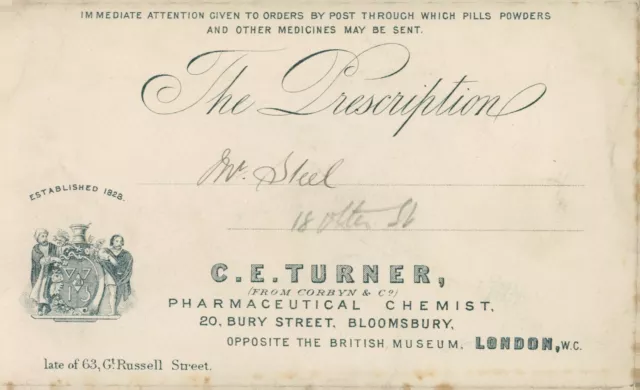 IMMEDIATE ATTENTION GIVEN TO ORDERS BY POST THROUGH WHICH PILLS POWDERS
AND OTHER MEDICINES MAY BE SENT.
The Prescription
Mr. Steel
18 St
ESTABLISHED 1828.
C. E. TURNER,
(FROM CORBYN & Co)
PHARMACEUTICAL CHEMIST,
20, BURY STREET, BLOOMSBURY,
OPPOSITE THE BRITISH MUSEUM, LONDON, W.C.
late of 63, Gt Russell Street.